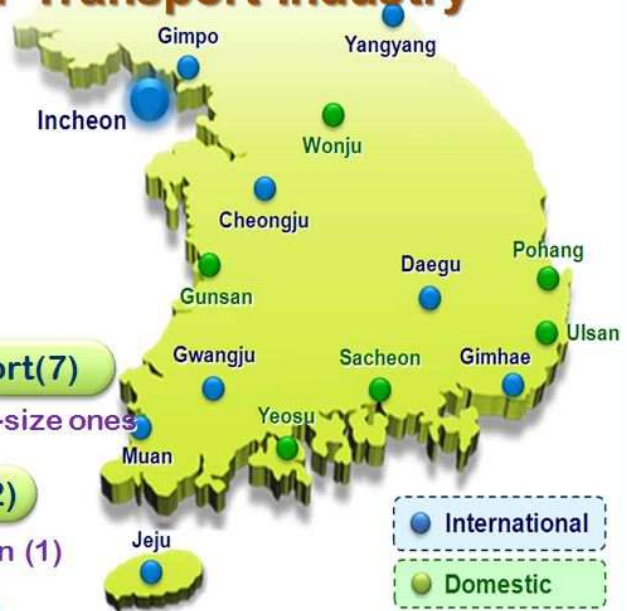 Transport Industry
Gimpo
Yangyang
Incheon
Wonju
Cheongju
Pohang
Daegu
Gunsan
Ulsan
Gwangju
Sacheon
Gimhae
ort(7)
-size ones
Yeosu
Muan
2)
n (1)
Jeju
International
Domestic